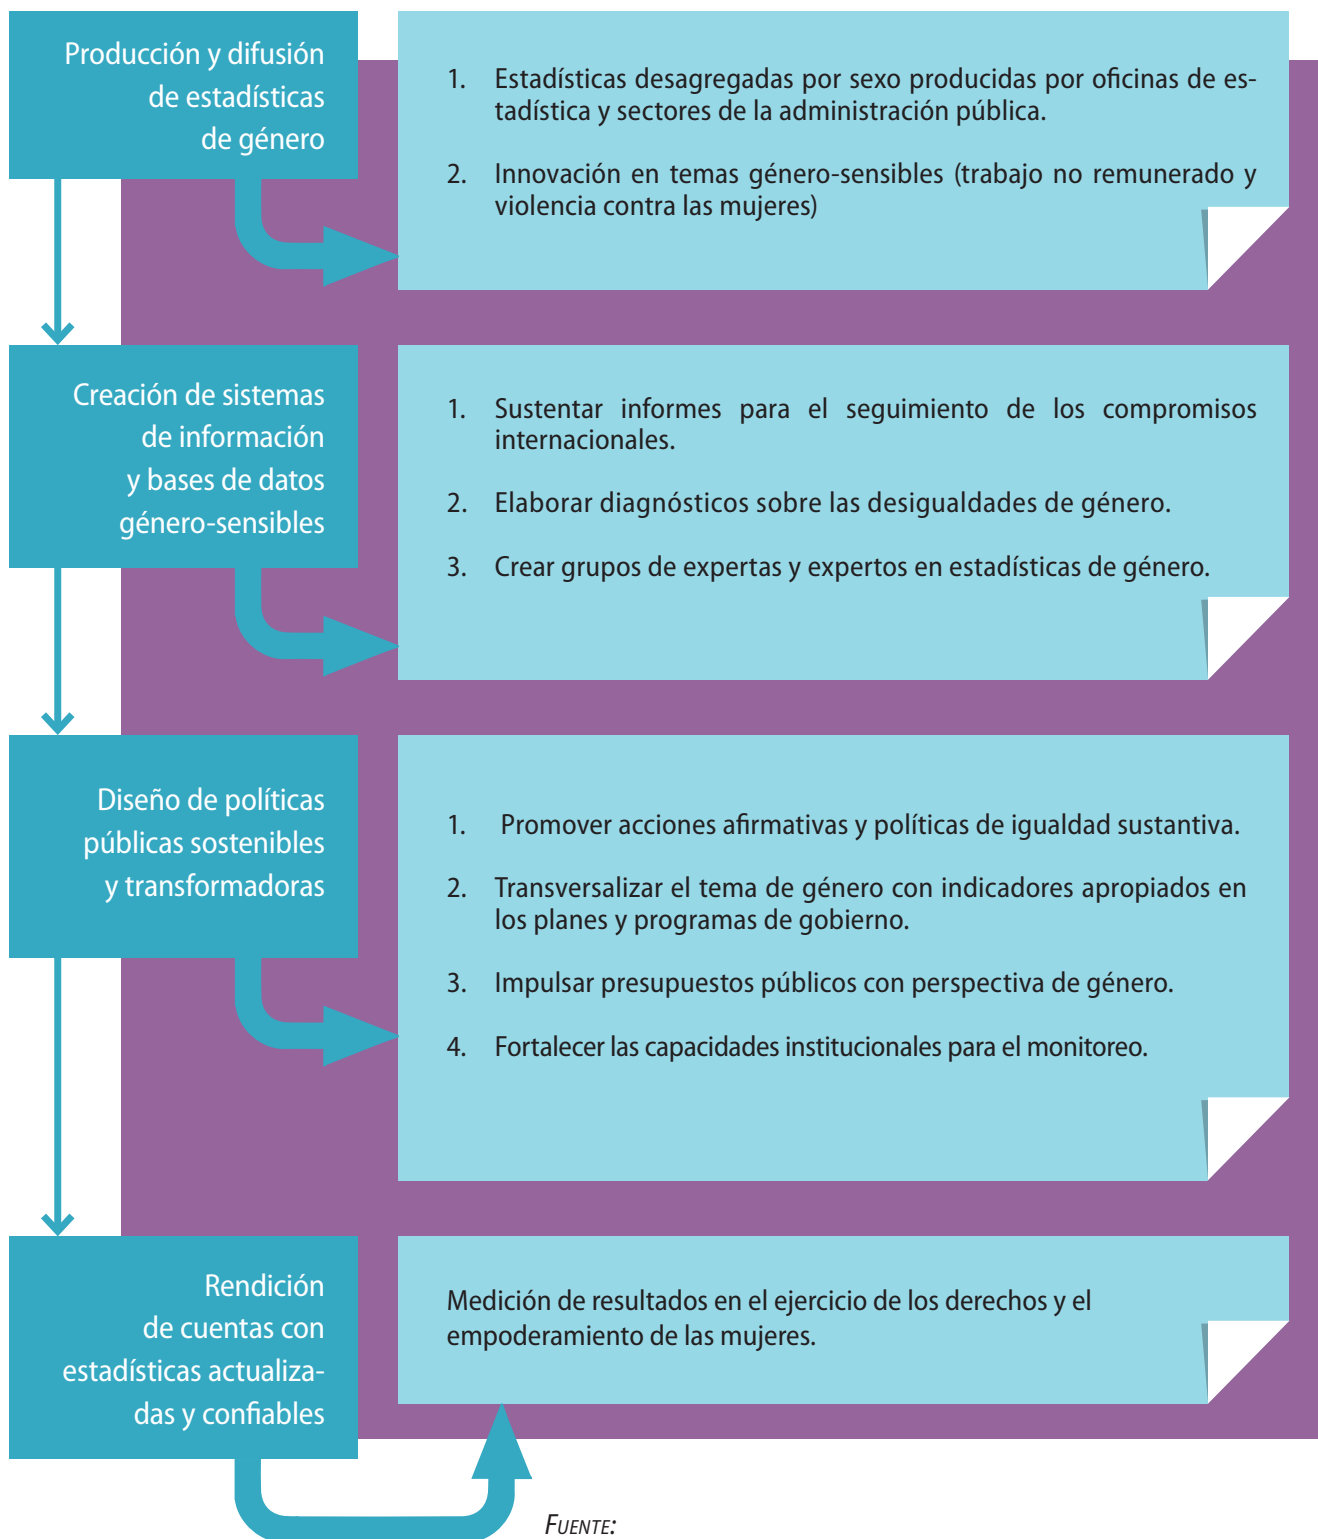 Producción y difusión
de estadísticas
de género
1. Estadísticas desagregadas por sexo producidas por oficinas de es-
tadística y sectores de la administración pública.
2. Innovación en temas género-sensibles (trabajo no remunerado y
violencia contra las mujeres)
Creación de sistemas
de información
y bases de datos
género-sensibles
1. Sustentar informes para el seguimiento de los compromisos
internacionales.
2. Elaborar diagnósticos sobre las desigualdades de género.
3. Crear grupos de expertas y expertos en estadísticas de género.
Diseño de políticas
públicas sostenibles
y transformadoras
1. Promover acciones afirmativas y políticas de igualdad sustantiva.
2. Transversalizar el tema de género con indicadores apropiados en
los planes y programas de gobierno.
3. Impulsar presupuestos públicos con perspectiva de género.
4. Fortalecer las capacidades institucionales para el monitoreo.
Rendición
de cuentas con
estadísticas actualiza-
das y confiables
Medición de resultados en el ejercicio de los derechos y el
empoderamiento de las mujeres.
FUENTE: